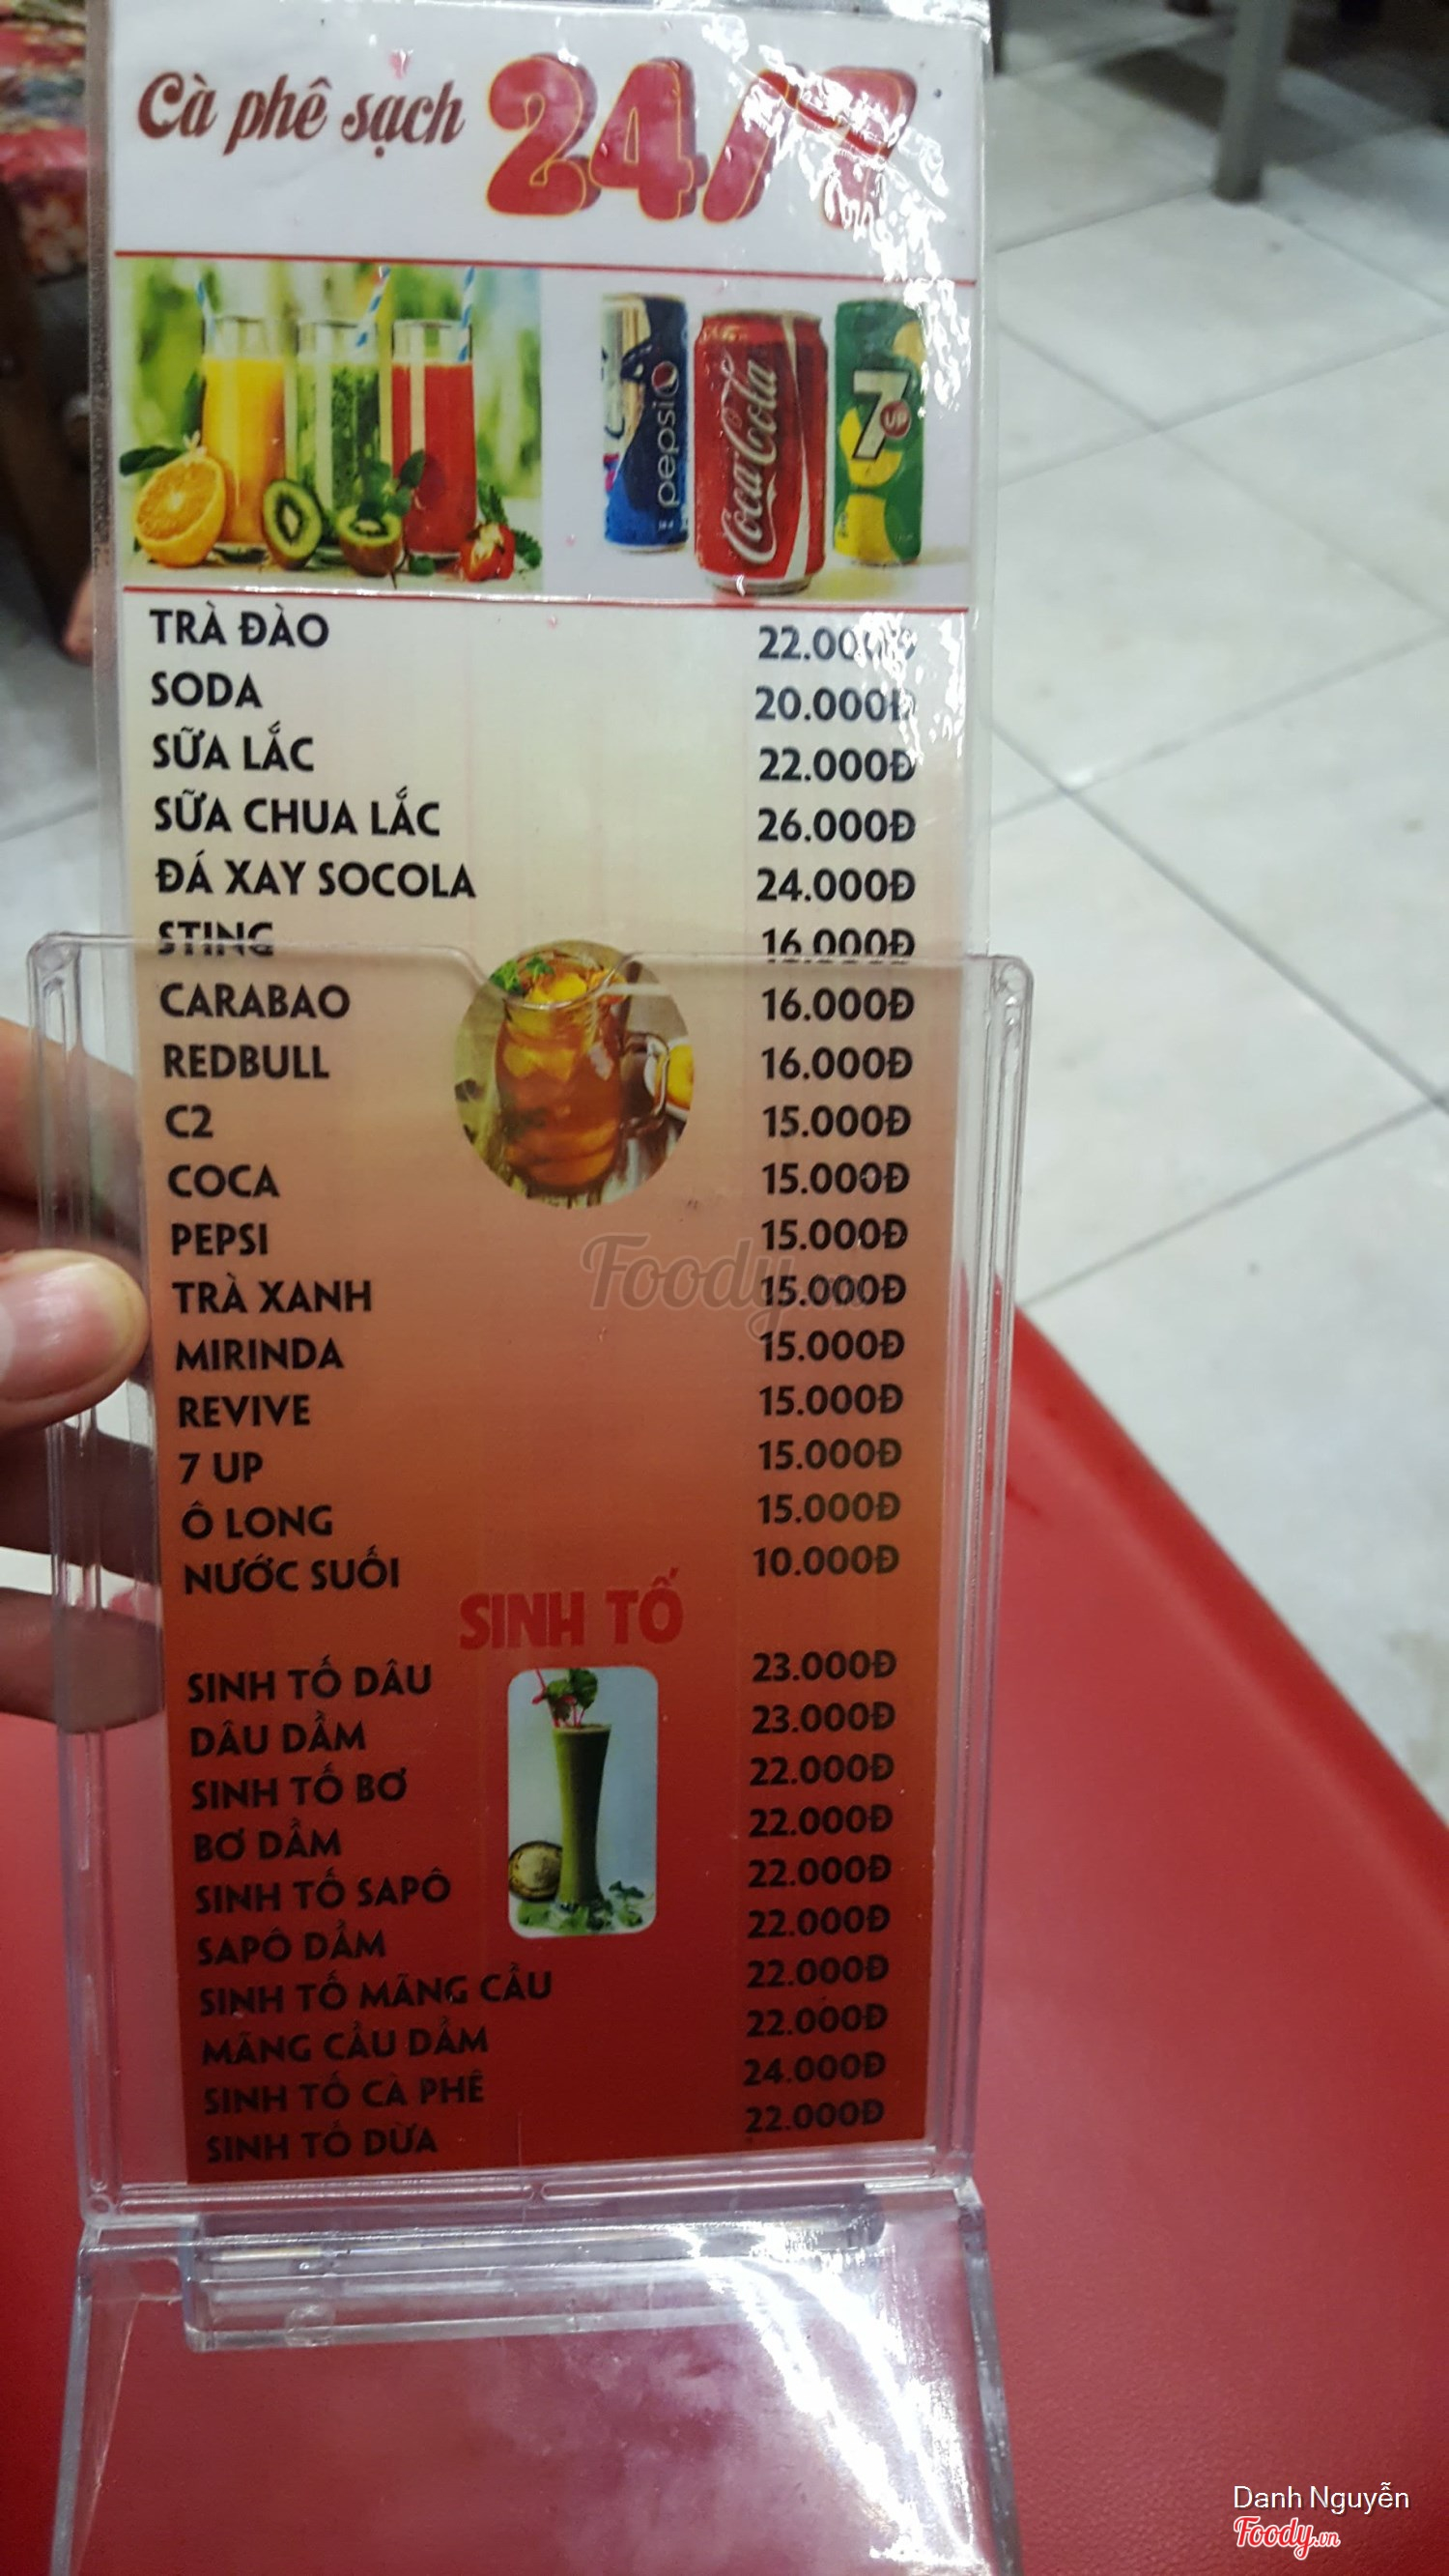 Cà phê sạch 24/7
pepsi
Coca-Cola
7 UP
TRÀ ĐÀO 22.000Đ
SODA 20.000Đ
SỮA LẮC 22.000Đ
SỮA CHUA LẮC 26.000Đ
ĐÁ XAY SOCOLA 24.000Đ
STING 16.000Đ
CARABAO 16.000Đ
REDBULL 16.000Đ
C2 15.000Đ
COCA 15.000Đ
PEPSI 15.000Đ
TRÀ XANH 15.000Đ
MIRINDA 15.000Đ
REVIVE 15.000Đ
7 UP 15.000Đ
Ô LONG 15.000Đ
NƯỚC SUỐI 10.000Đ
SINH TỐ
SINH TỐ DÂU 23.000Đ
DÂU DẦM 23.000Đ
SINH TỐ BƠ 22.000Đ
BƠ DẦM 22.000Đ
SINH TỐ SAPÔ 22.000Đ
SAPÔ DẦM 22.000Đ
SINH TỐ MÃNG CẦU 22.000Đ
MÃNG CẦU DẦM 22.000Đ
SINH TỐ CÀ PHÊ 24.000Đ
SINH TỐ DỪA 22.000Đ
Foody.vn
Danh Nguyễn
Foody.vn